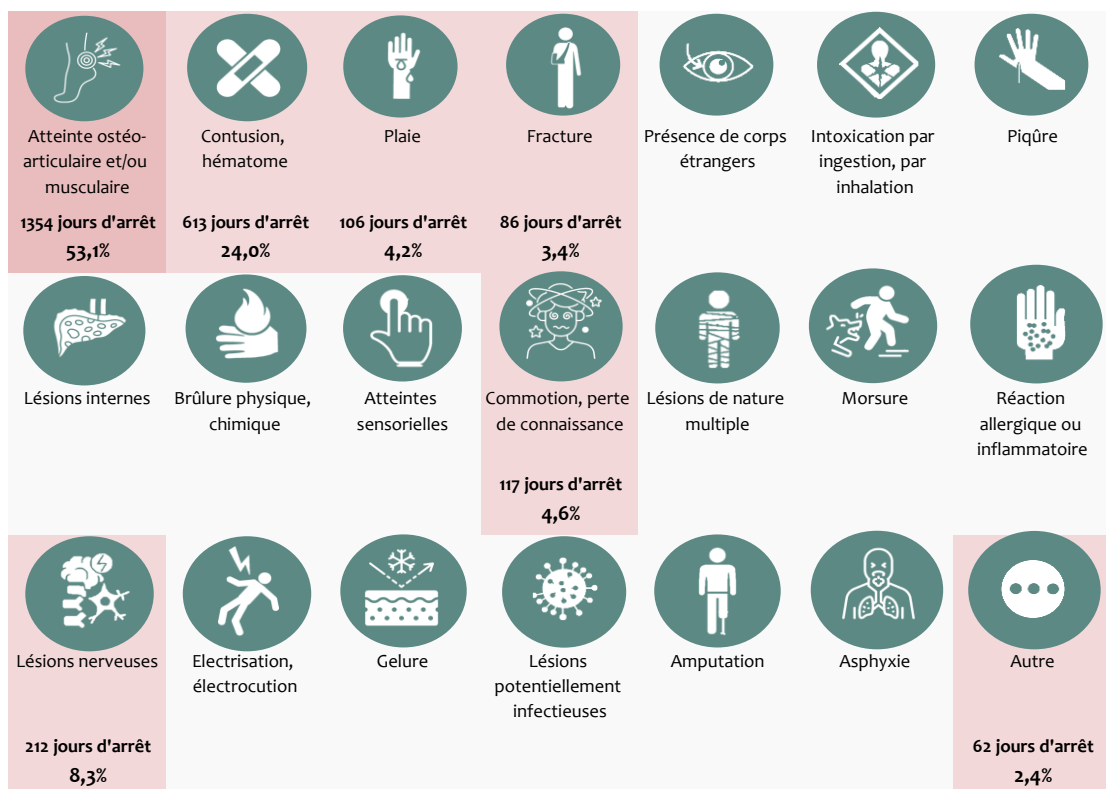 Atteinte ostéo-
articulaire et/ou
musculaire
1354 jours d'arrêt
53,1%
Contusion,
hématome
613 jours d'arrêt
24,0%
Plaie
106 jours d'arrêt
4,2%
Fracture
86 jours d'arrêt
3,4%
Présence de corps
étrangers
Intoxication par
ingestion, par
inhalation
Piqûre
Lésions internes
Brûlure physique,
chimique
Atteintes
sensorielles
Commotion, perte
de connaissance
117 jours d'arrêt
4,6%
Lésions de nature
multiple
Morsure
Réaction
allergique ou
inflammatoire
Lésions nerveuses
212 jours d'arrêt
8,3%
Electrisation,
électrocution
Gelure
Lésions
potentiellement
infectieuses
Amputation
Asphyxie
Autre
62 jours d'arrêt
2,4%